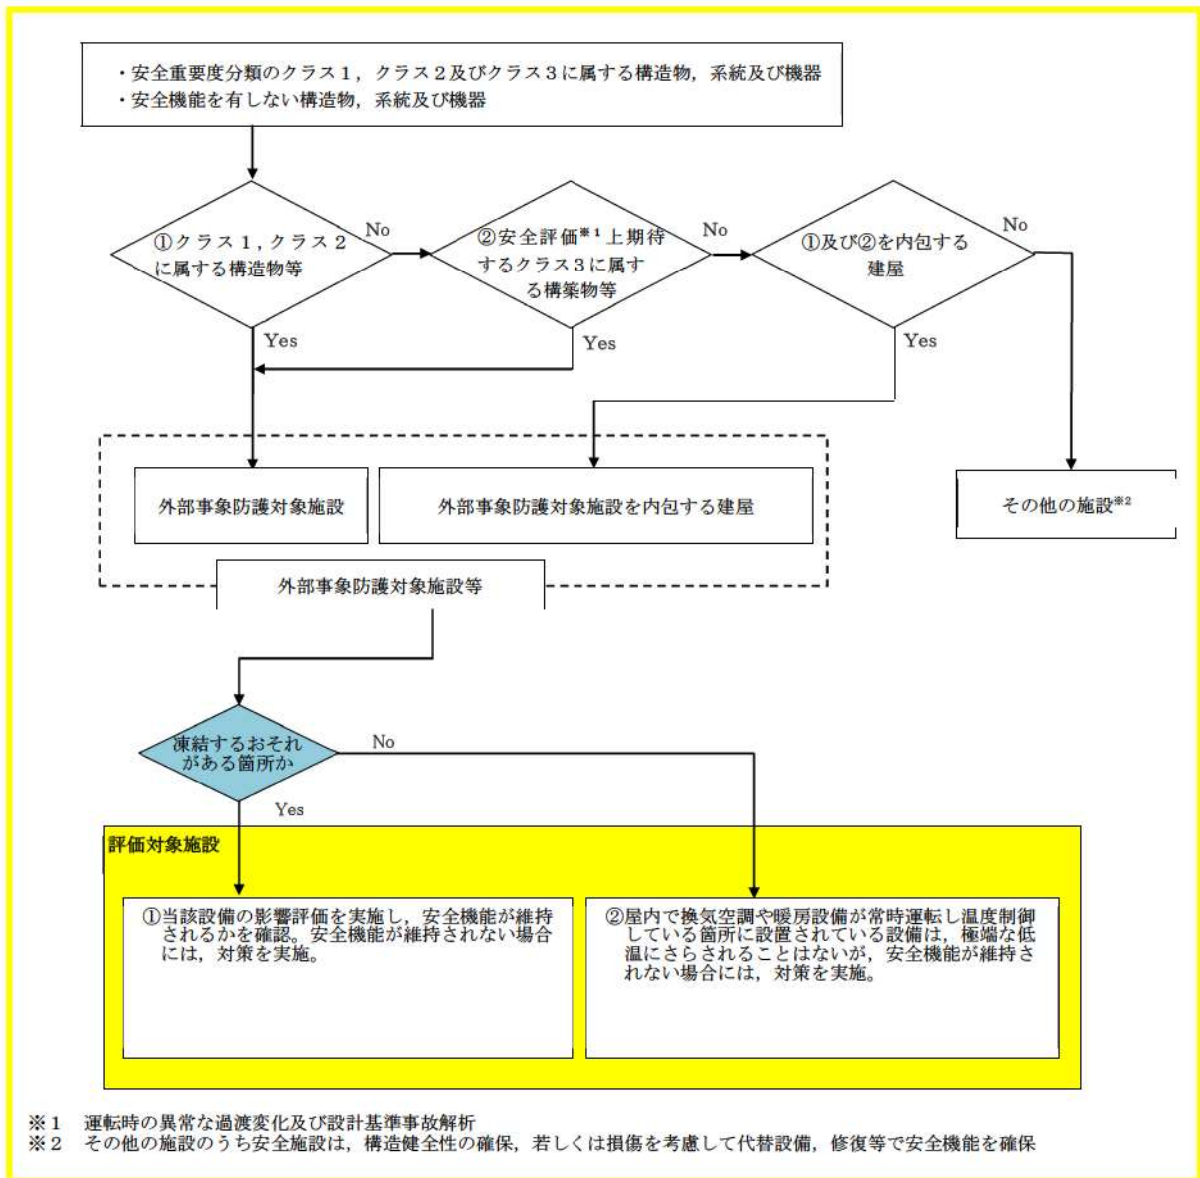 ・安全重要度分類のクラス１，クラス２及びクラス３に属する構造物，系統及び機器
・安全機能を有しない構造物，系統及び機器
①クラス１，クラス２
に属する構造物等
No
②安全評価※１上期待
するクラス３に属す
る構築物等
No
①及び②を内包する
建屋
No
Yes
Yes
Yes
外部事象防護対象施設
外部事象防護対象施設を内包する建屋
その他の施設※2
外部事象防護対象施設等
凍結するおそれ
がある箇所か
No
Yes
評価対象施設
①当該設備の影響評価を実施し，安全機能が維持
されるかを確認。安全機能が維持されない場合
には，対策を実施。
②屋内で換気空調や暖房設備が常時運転し温度制御
している箇所に設置されている設備は，極端な低
温にさらされることはないが，安全機能が維持さ
れない場合には，対策を実施。
※１　運転時の異常な過渡変化及び設計基準事故解析
※２　その他の施設のうち安全施設は，構造健全性の確保，若しくは損傷を考慮して代替設備，修復等で安全機能を確保